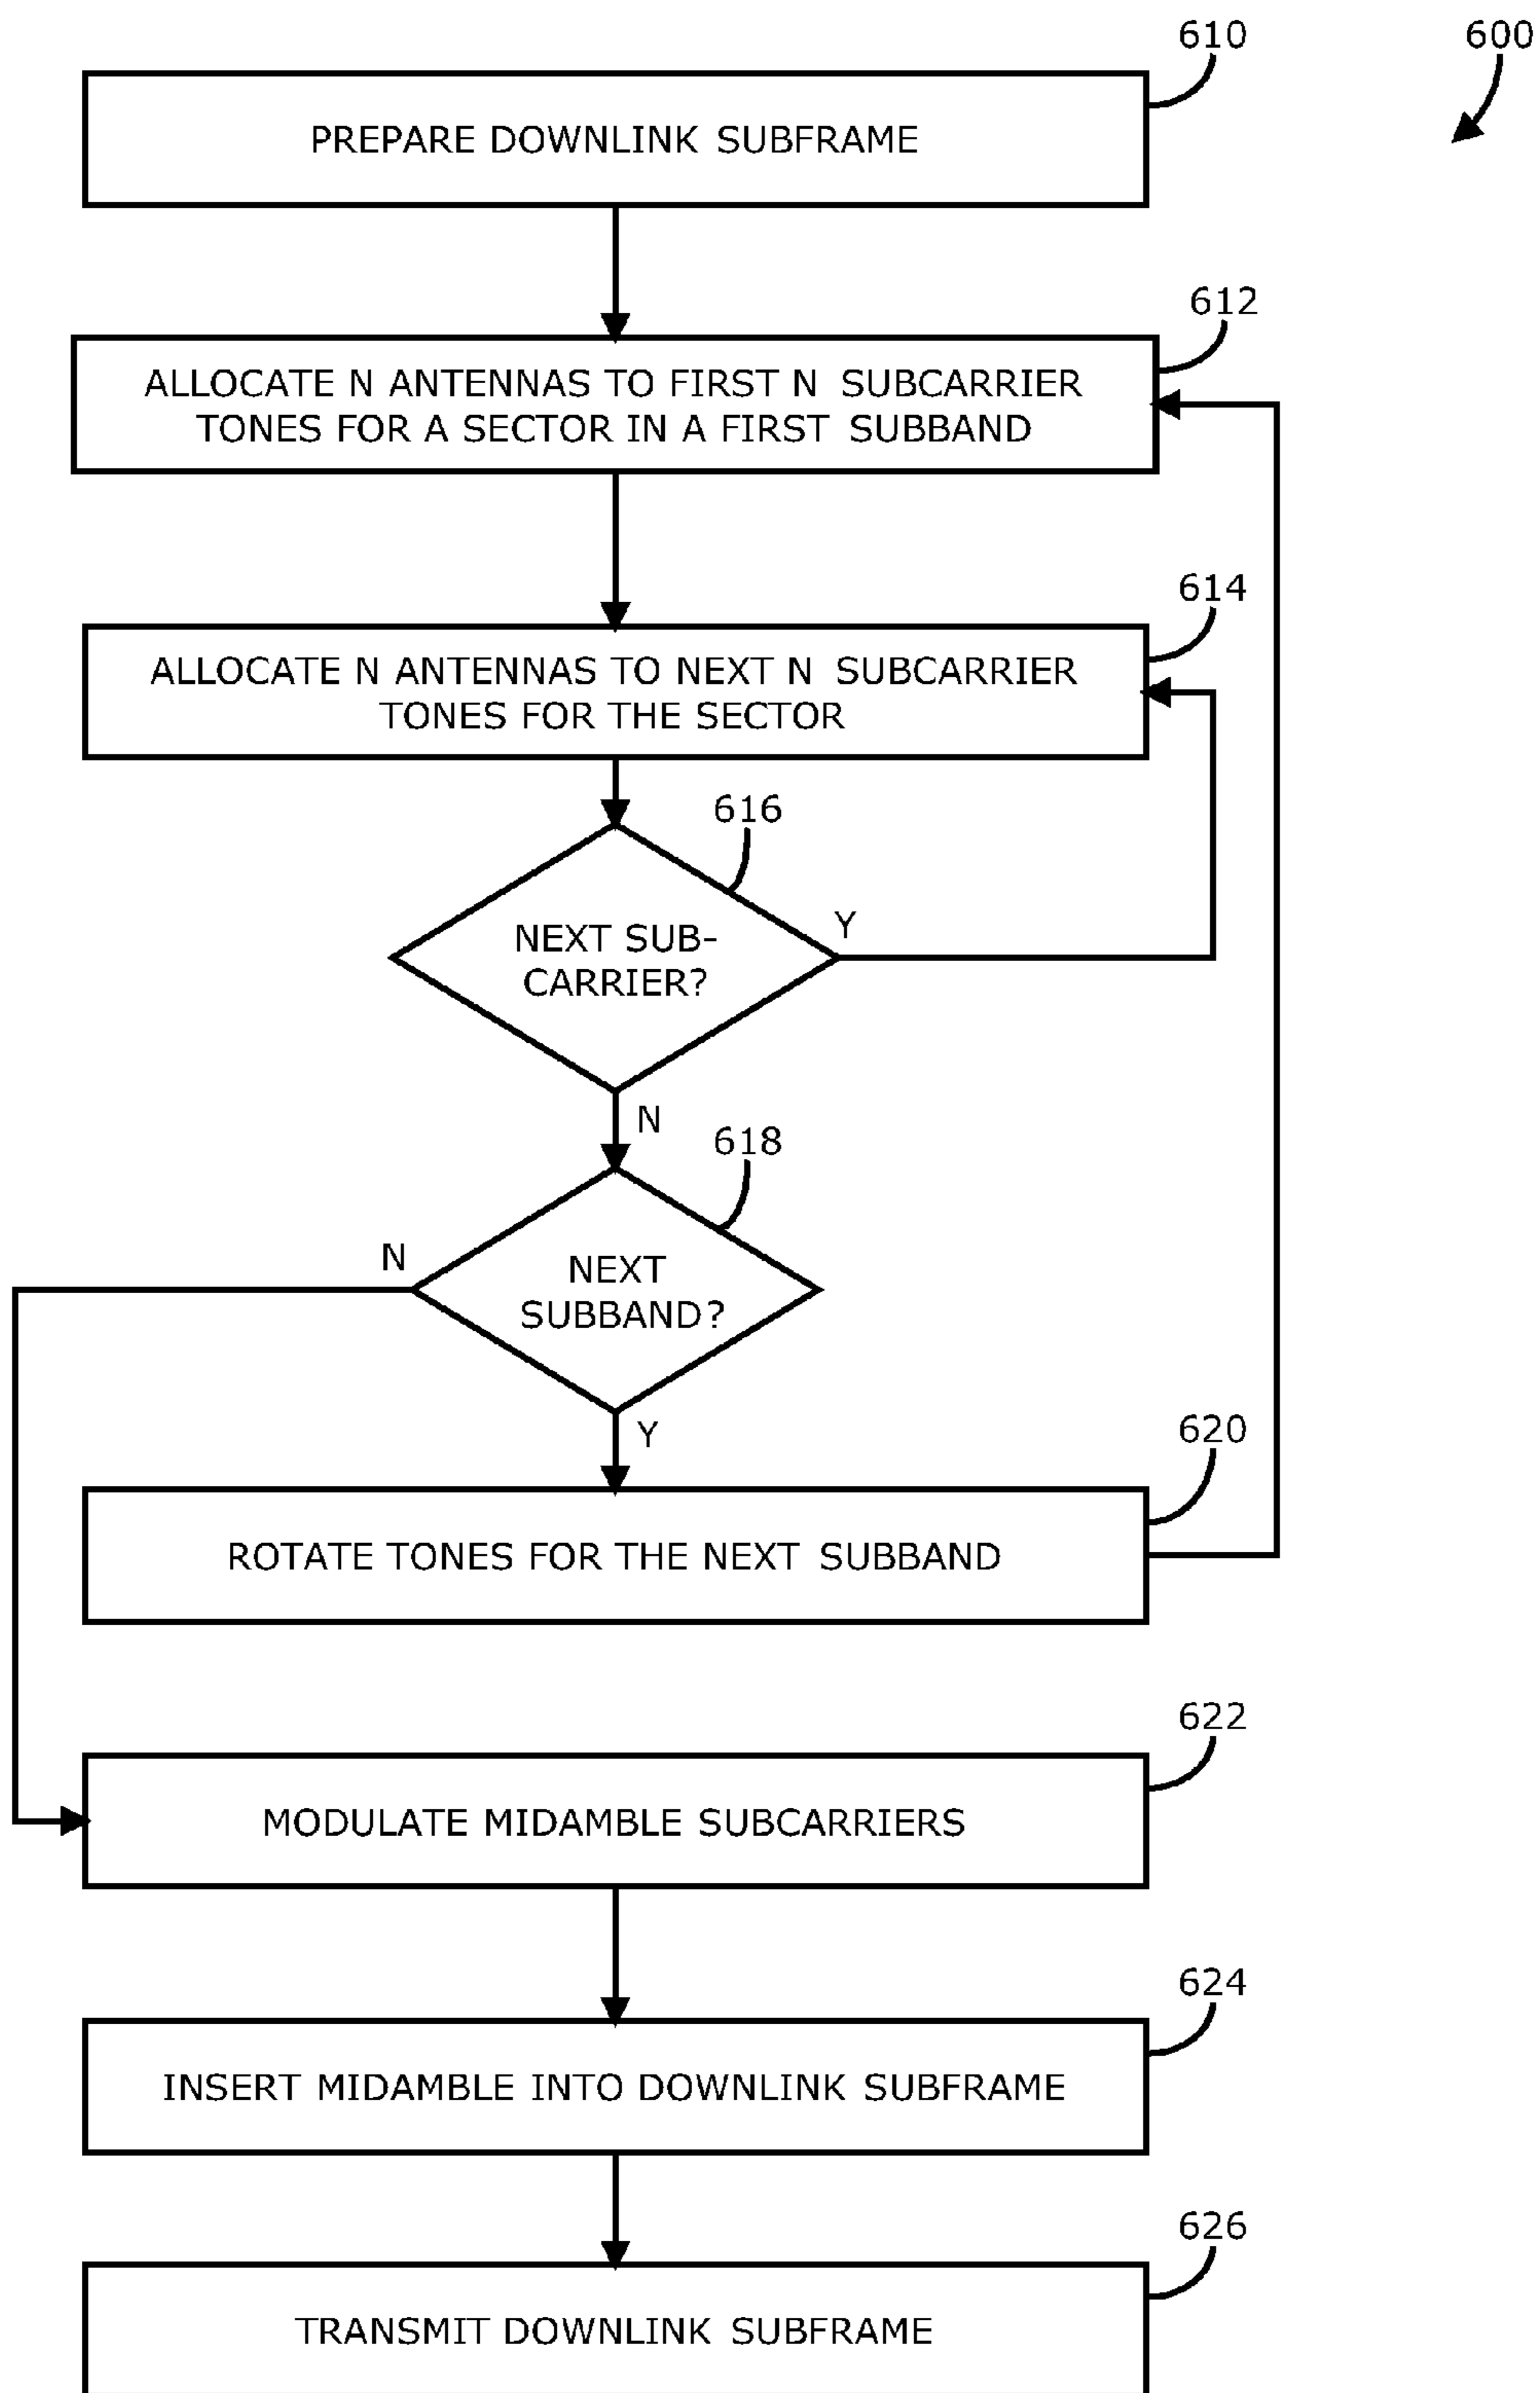 610
600
PREPARE DOWNLINK SUBFRAME
612
ALLOCATE N ANTENNAS TO FIRST N SUBCARRIER
TONES FOR A SECTOR IN A FIRST SUBBAND
614
ALLOCATE N ANTENNAS TO NEXT N SUBCARRIER
TONES FOR THE SECTOR
616
NEXT SUB-
CARRIER?
Y
N
618
NEXT
SUBBAND?
N
Y
620
ROTATE TONES FOR THE NEXT SUBBAND
622
MODULATE MIDAMBLE SUBCARRIERS
624
INSERT MIDAMBLE INTO DOWNLINK SUBFRAME
626
TRANSMIT DOWNLINK SUBFRAME